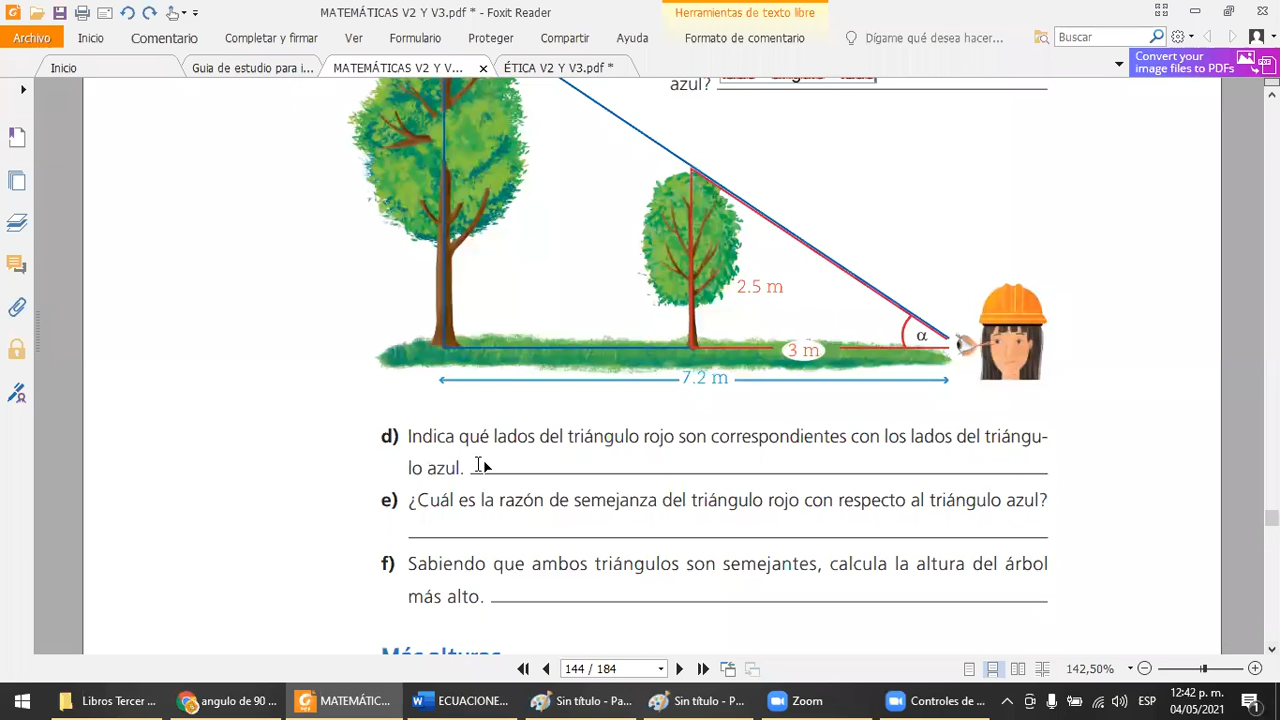 MATEMÁTICAS V2 Y V3.pdf * - Foxit Reader
Herramientas de texto libre
Archivo Inicio Comentario Completar y firmar Ver Formulario Proteger Compartir Ayuda Formato de comentario Dígame qué desea hacer... Buscar
Inicio Guia de estudio para i... MATEMÁTICAS V2 Y V... ÉTICA V2 Y V3.pdf *
Convert your
image files to PDFs
azul?
2.5 m
α
3 m
7.2 m
d) Indica qué lados del triángulo rojo son correspondientes con los lados del triángu-
lo azul.
e) ¿Cuál es la razón de semejanza del triángulo rojo con respecto al triángulo azul?
f) Sabiendo que ambos triángulos son semejantes, calcula la altura del árbol
más alto.
Más alturas
144 / 184
142,50%
Libros Tercer ... angulo de 90 ... MATEMÁTIC... ECUACIONE... Sin título - Pa... Sin título - P... Zoom Controles de ... ESP
12:42 p. m.
04/05/2021